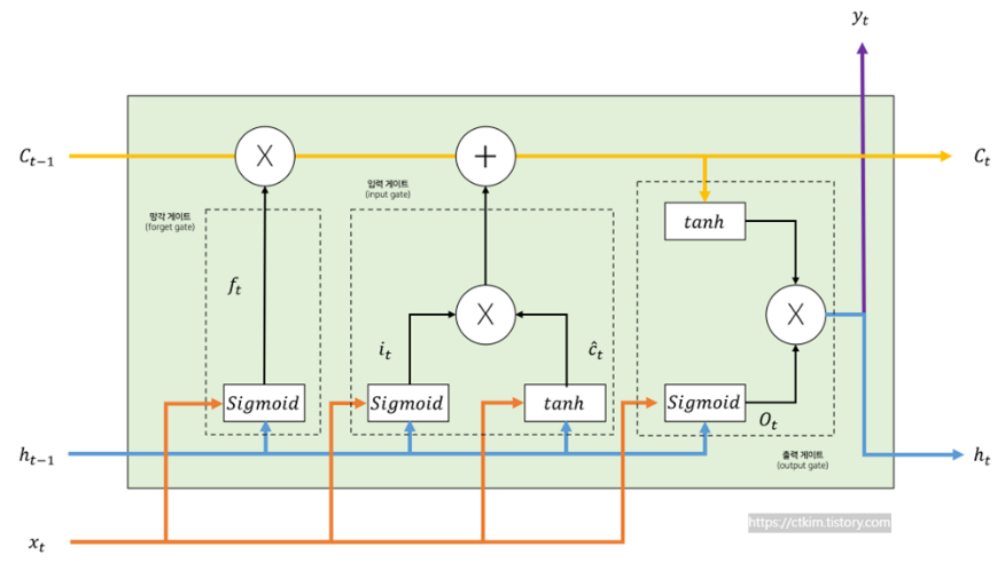 y_t
C_{t-1}
X
+
C_t
입력 게이트
(input gate)
망각 게이트
(forget gate)
tanh
f_t
X
X
i_t
ĉ_t
Sigmoid
Sigmoid
tanh
Sigmoid
O_t
h_{t-1}
출력 게이트
(output gate)
h_t
https://ctkim.tistory.com
x_t